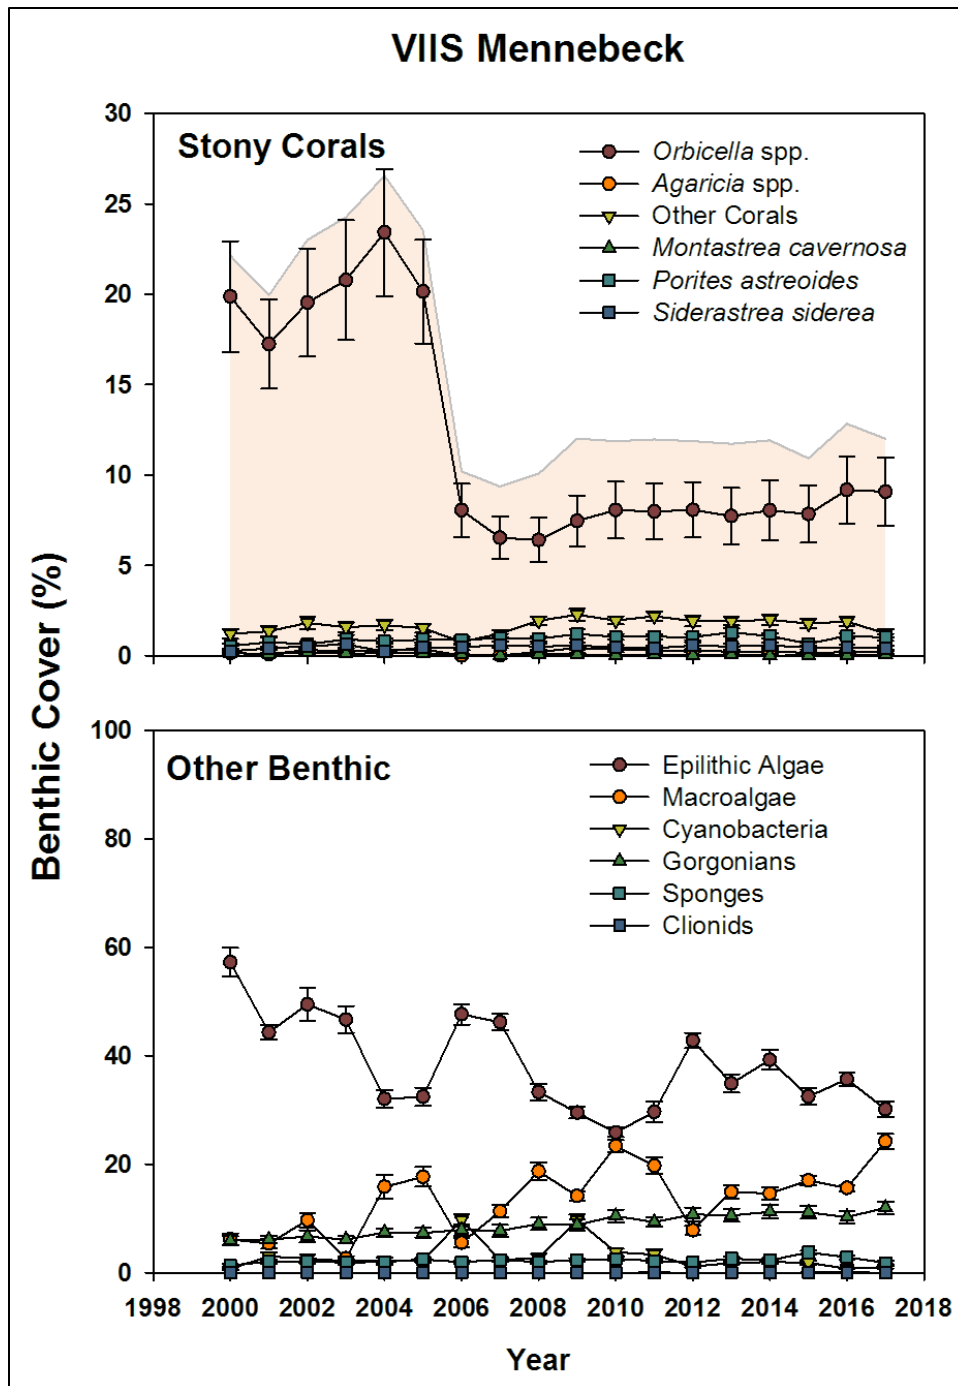 VIIS Mennebeck
Stony Corals
Orbicella spp.
Agaricia spp.
Other Corals
Montastrea cavernosa
Porites astreoides
Siderastrea siderea
30
25
20
15
10
5
0
Benthic Cover (%)
Other Benthic
Epilithic Algae
Macroalgae
Cyanobacteria
Gorgonians
Sponges
Clionids
100
80
60
40
20
0
1998 2000 2002 2004 2006 2008 2010 2012 2014 2016 2018
Year